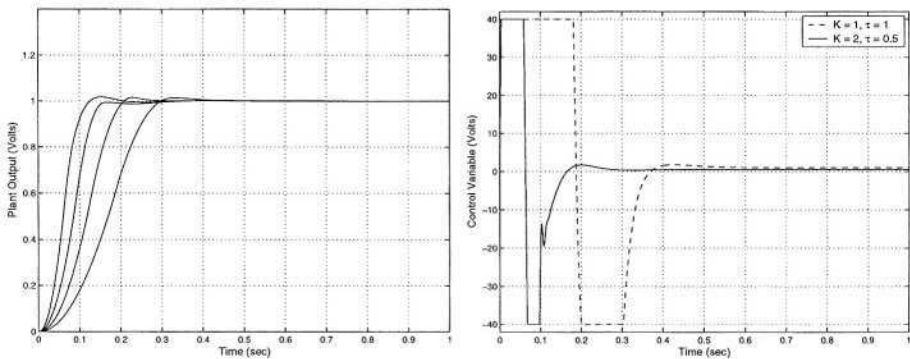 1.2
1
0.8
0.6
0.4
0.2
0
Plant Output (Volts)
0 0.1 0.2 0.3 0.4 0.5 0.6 0.7 0.8 0.9 1
Time (sec)
K = 1, τ = 1
K = 2, τ = 0.5
40
30
20
10
0
−10
−20
−30
−40
Control Variable (Volts)
0 0.1 0.2 0.3 0.4 0.5 0.6 0.7 0.8 0.9 1
Time (sec)